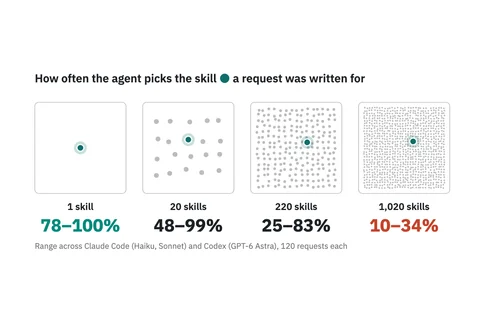 How often the agent picks the skill a request was written for
1 skill
78–100%
20 skills
48–99%
220 skills
25–83%
1,020 skills
10–34%
Range across Claude Code (Haiku, Sonnet) and Codex (GPT-6 Astra), 120 requests each